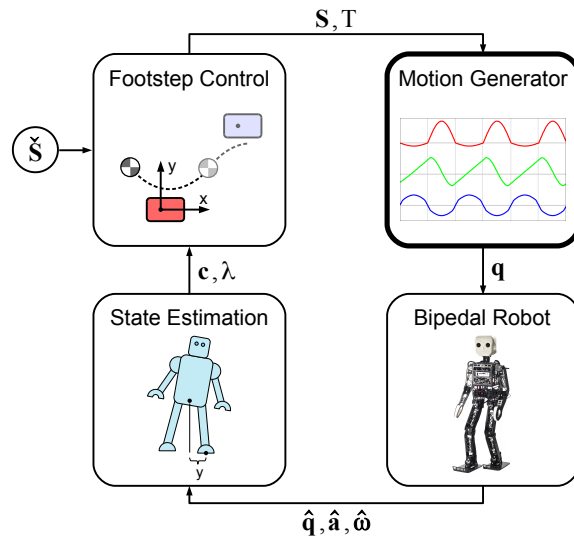 S, T
Footstep Control
Motion Generator
Š
y
x
c, λ
q
State Estimation
Bipedal Robot
y
q̂, â, ω̂